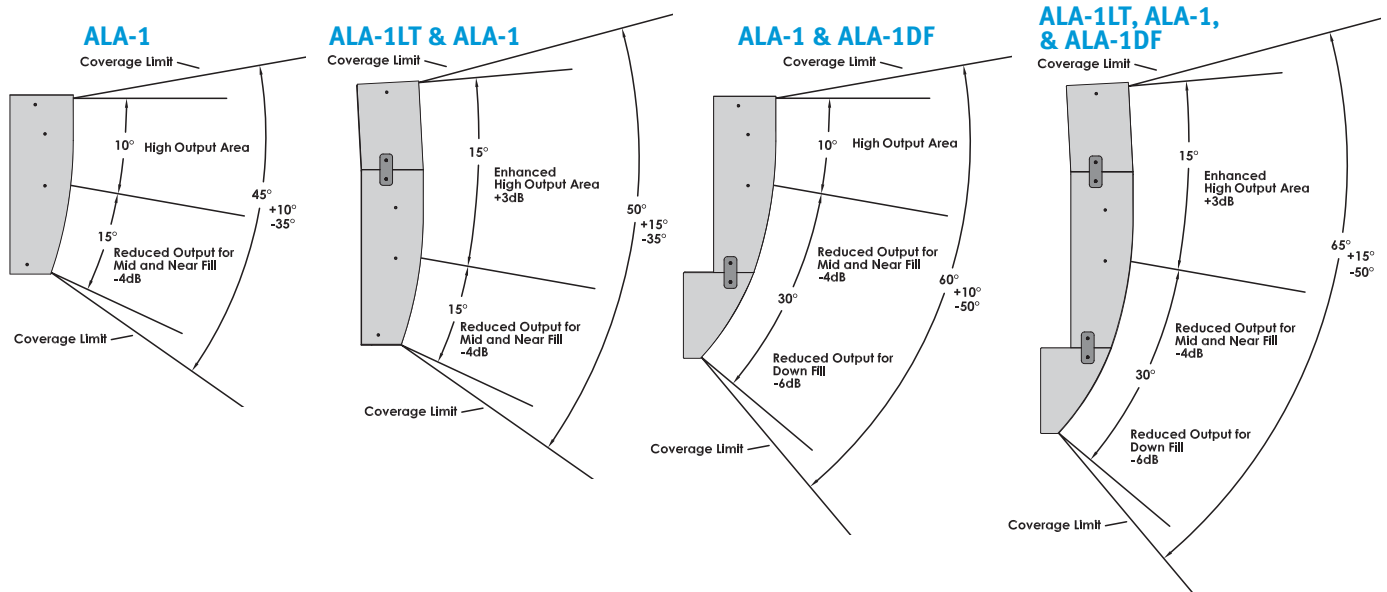 ALA-1
Coverage Limit
10°
High Output Area
45°
+10°
-35°
15°
Reduced Output for
Mid and Near Fill
-4dB
Coverage Limit
ALA-1LT & ALA-1
Coverage Limit
15°
Enhanced
High Output Area
+3dB
50°
+15°
-35°
15°
Reduced Output for
Mid and Near Fill
-4dB
Coverage Limit
ALA-1 & ALA-1DF
Coverage Limit
10°
High Output Area
Reduced Output for
Mid and Near Fill
-4dB
60°
+10°
-50°
30°
Reduced Output for
Down Fill
-6dB
Coverage Limit
ALA-1LT, ALA-1,
& ALA-1DF
Coverage Limit
15°
Enhanced
High Output Area
+3dB
65°
+15°
-50°
Reduced Output for
Mid and Near Fill
-4dB
30°
Reduced Output for
Down Fill
-6dB
Coverage Limit